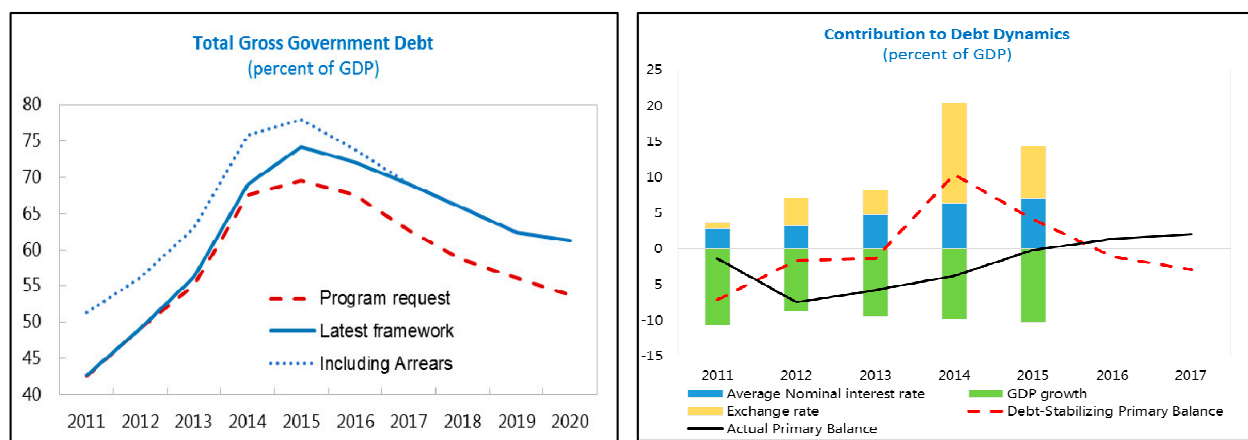 Total Gross Government Debt
(percent of GDP)
80
75
70
65
60
55
50
45
40
Program request
Latest framework
Including Arrears
2011 2012 2013 2014 2015 2016 2017 2018 2019 2020
Contribution to Debt Dynamics
(percent of GDP)
25
20
15
10
5
0
-5
-10
-15
2011 2012 2013 2014 2015 2016 2017
Average Nominal interest rate GDP growth
Exchange rate Debt-Stabilizing Primary Balance
Actual Primary Balance